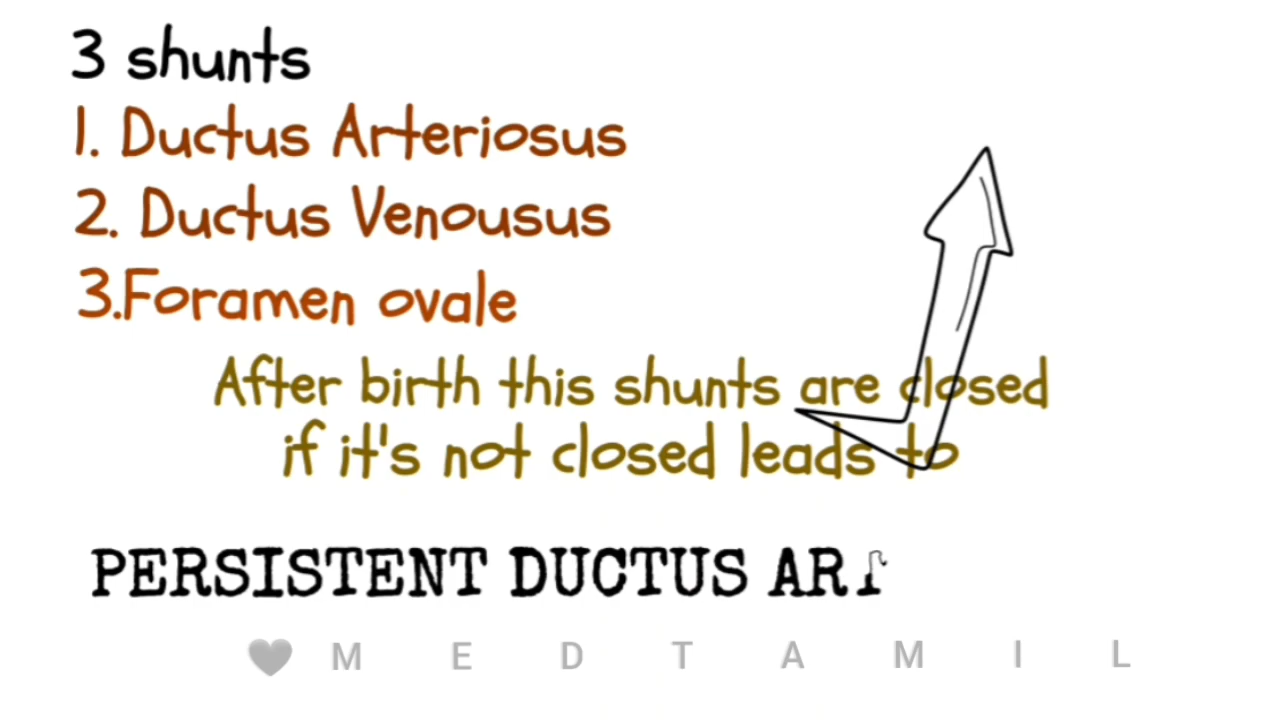 3 shunts
1. Ductus Arteriosus
2. Ductus Venousus
3.Foramen ovale
After birth this shunts are closed
if it's not closed leads to
PERSISTENT DUCTUS AR
M E D T A M I L